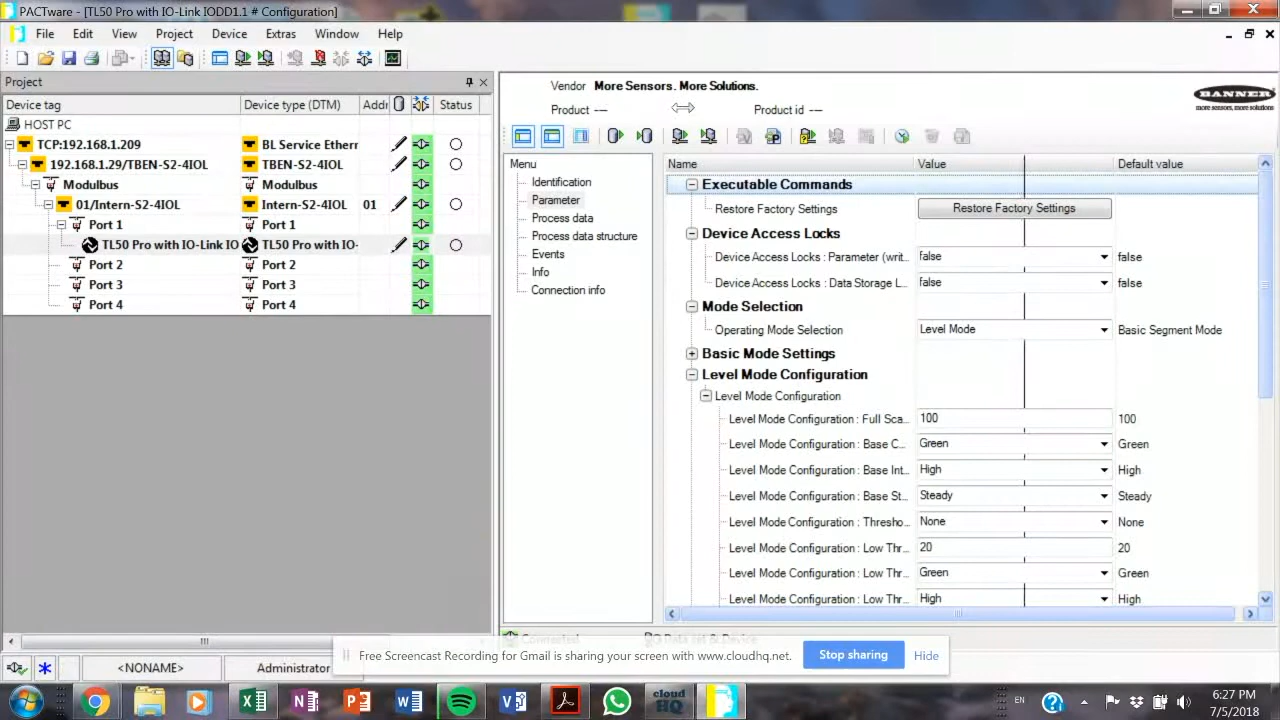 PACTware - [TL50 Pro with IO-Link IODD1.1 # Configuration]
File Edit View Project Device Extras Window Help
Project
Device tag Device type (DTM) Addr Status
HOST PC
TCP:192.168.1.209 BL Service Ethern
192.168.1.29/TBEN-S2-4IOL TBEN-S2-4IOL
Modulbus Modulbus
01/Intern-S2-4IOL Intern-S2-4IOL 01
Port 1 Port 1
TL50 Pro with IO-Link IO TL50 Pro with IO-
Port 2 Port 2
Port 3 Port 3
Port 4 Port 4
Vendor More Sensors. More Solutions.
Product --- Product id ---
BANNER
more sensors, more solutions
Menu
Identification
Parameter
Process data
Process data structure
Events
Info
Connection info
Name Value Default value
Executable Commands
Restore Factory Settings Restore Factory Settings
Device Access Locks
Device Access Locks : Parameter (writ... false false
Device Access Locks : Data Storage L... false false
Mode Selection
Operating Mode Selection Level Mode Basic Segment Mode
Basic Mode Settings
Level Mode Configuration
Level Mode Configuration
Level Mode Configuration : Full Sca... 100 100
Level Mode Configuration : Base C... Green Green
Level Mode Configuration : Base Int... High High
Level Mode Configuration : Base St... Steady Steady
Level Mode Configuration : Thresho... None None
Level Mode Configuration : Low Thr... 20 20
Level Mode Configuration : Low Thr... Green Green
Level Mode Configuration : Low Thr... High High
Connected Data set & Device
Free Screencast Recording for Gmail is sharing your screen with www.cloudhq.net. Stop sharing Hide
<NONAME> Administrator
cloud HQ
EN
6:27 PM
7/5/2018